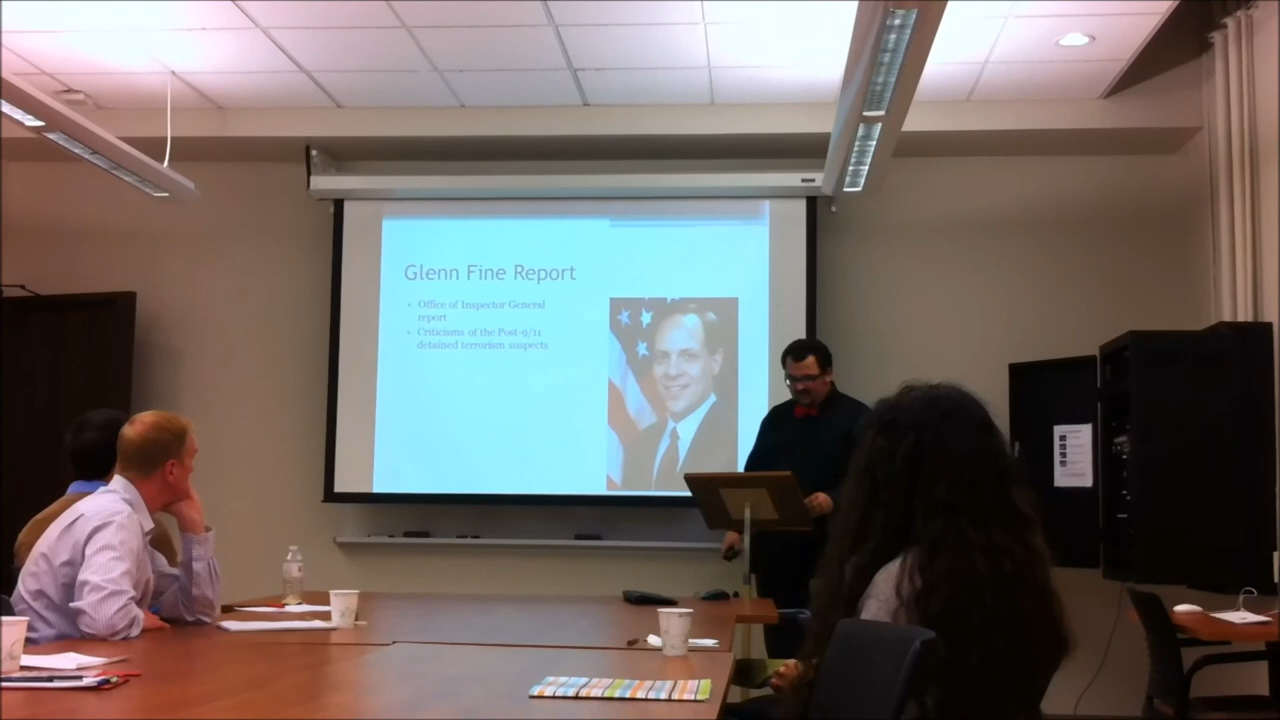 Glenn Fine Report
• Office of Inspector General
report
• Criticisms of the Post-9/11
detained terrorism suspects